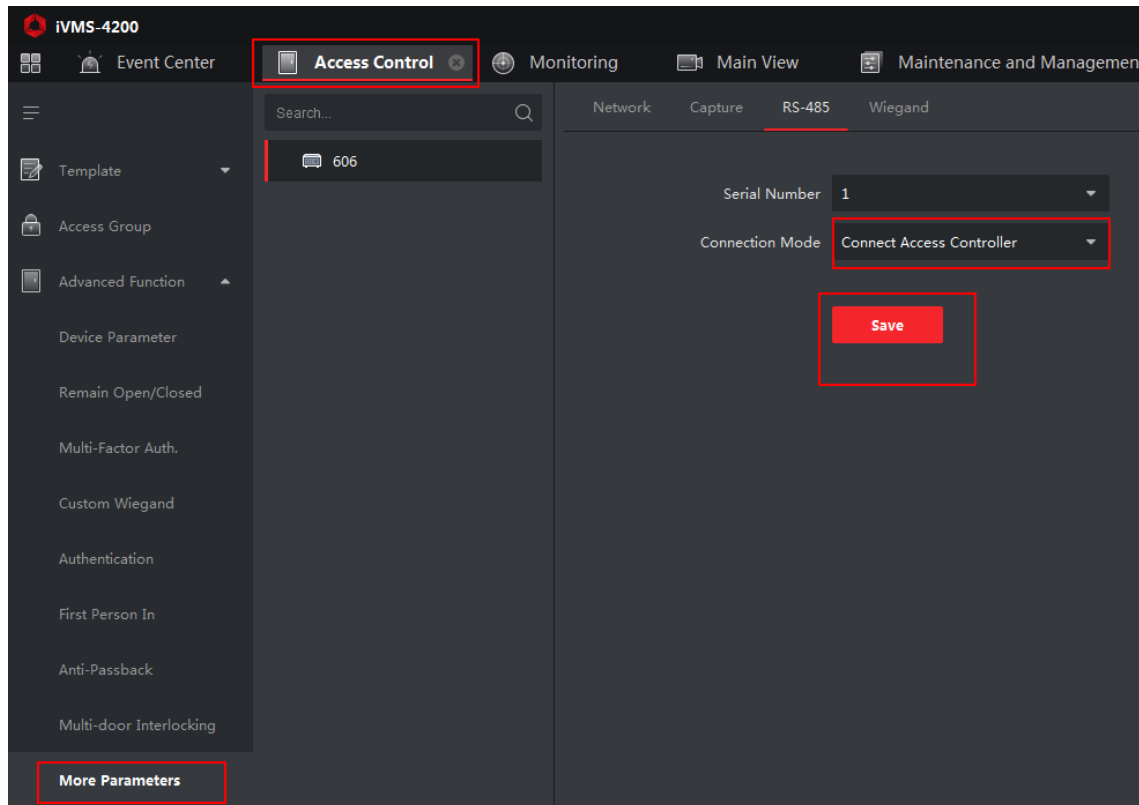 iVMS-4200
Event Center
Access Control
Monitoring
Main View
Maintenance and Managemen
Search...
606
Network
Capture
RS-485
Wiegand
Template
Access Group
Advanced Function
Device Parameter
Remain Open/Closed
Multi-Factor Auth.
Custom Wiegand
Authentication
First Person In
Anti-Passback
Multi-door Interlocking
More Parameters
Serial Number 1
Connection Mode Connect Access Controller
Save